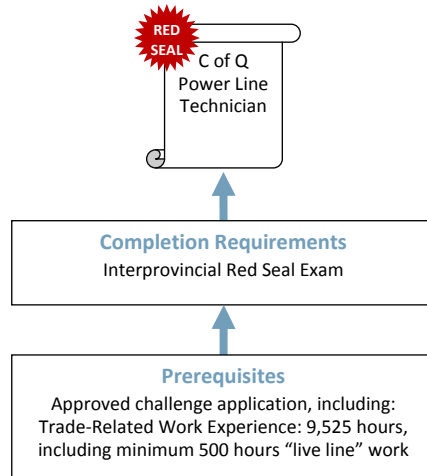 RED
SEAL
C of Q
Power Line
Technician
Completion Requirements
Interprovincial Red Seal Exam
Prerequisites
Approved challenge application, including:
Trade-Related Work Experience: 9,525 hours,
including minimum 500 hours “live line” work